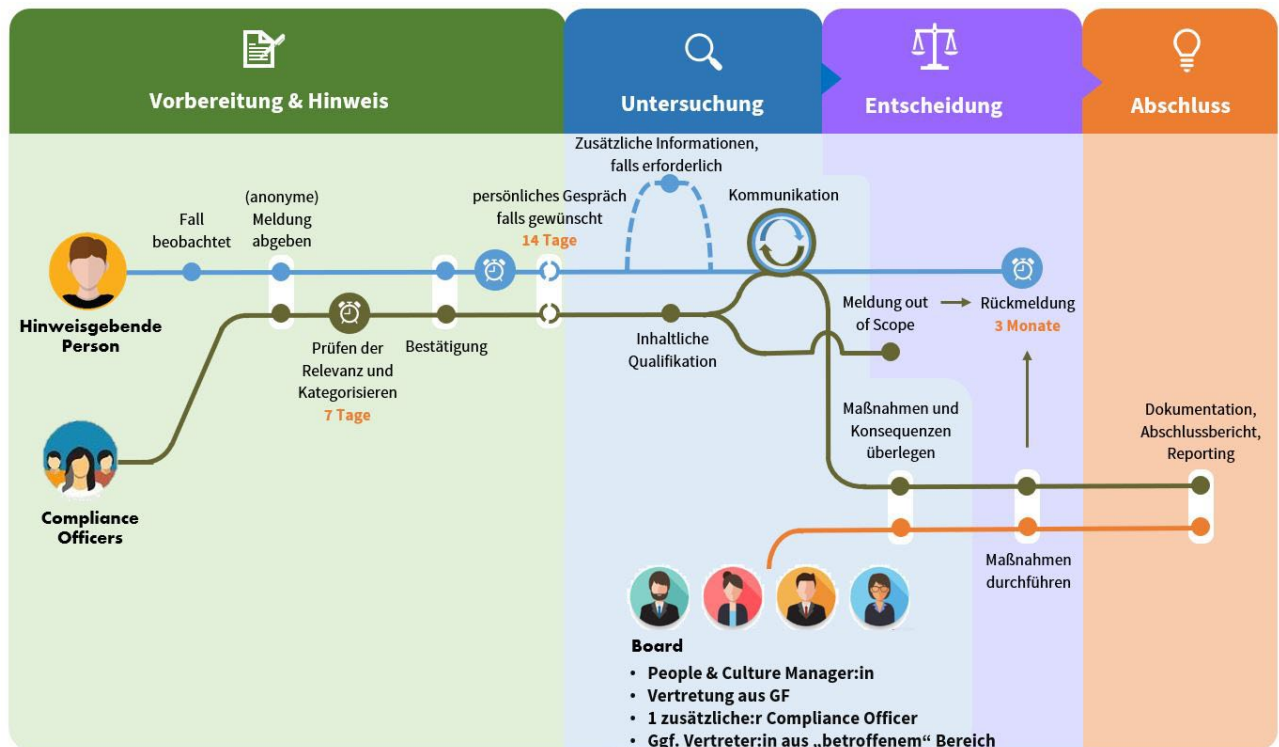 Vorbereitung & Hinweis
Untersuchung
Entscheidung
Abschluss
Zusätzliche Informationen,
falls erforderlich
(anonyme)
Meldung
abgeben
Fall
beobachtet
persönliches Gespräch
falls gewünscht
14 Tage
Kommunikation
Hinweisgebende
Person
Prüfen der
Relevanz und
Kategorisieren
7 Tage
Bestätigung
Inhaltliche
Qualifikation
Meldung out
of Scope
Rückmeldung
3 Monate
Maßnahmen und
Konsequenzen
überlegen
Dokumentation,
Abschlussbericht,
Reporting
Compliance
Officers
Maßnahmen
durchführen
Board
• People & Culture Manager:in
• Vertretung aus GF
• 1 zusätzliche:r Compliance Officer
• Ggf. Vertreter:in aus „betroffenem“ Bereich